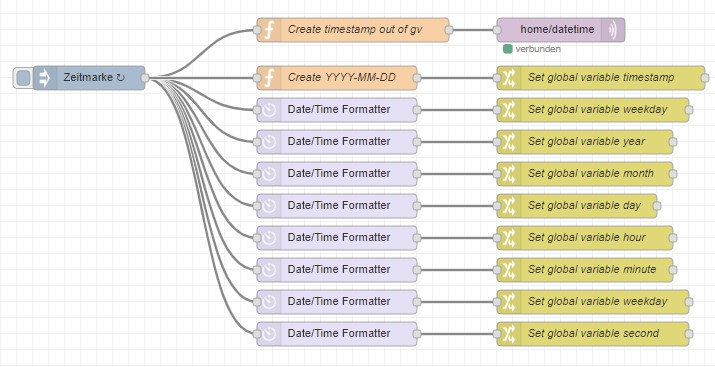 Create timestamp out of gv
home/datetime
verbunden
Zeitmarke ↻
Create YYYY-MM-DD
Set global variable timestamp
Date/Time Formatter
Set global variable weekday
Date/Time Formatter
Set global variable year
Date/Time Formatter
Set global variable month
Date/Time Formatter
Set global variable day
Date/Time Formatter
Set global variable hour
Date/Time Formatter
Set global variable minute
Date/Time Formatter
Set global variable weekday
Date/Time Formatter
Set global variable second